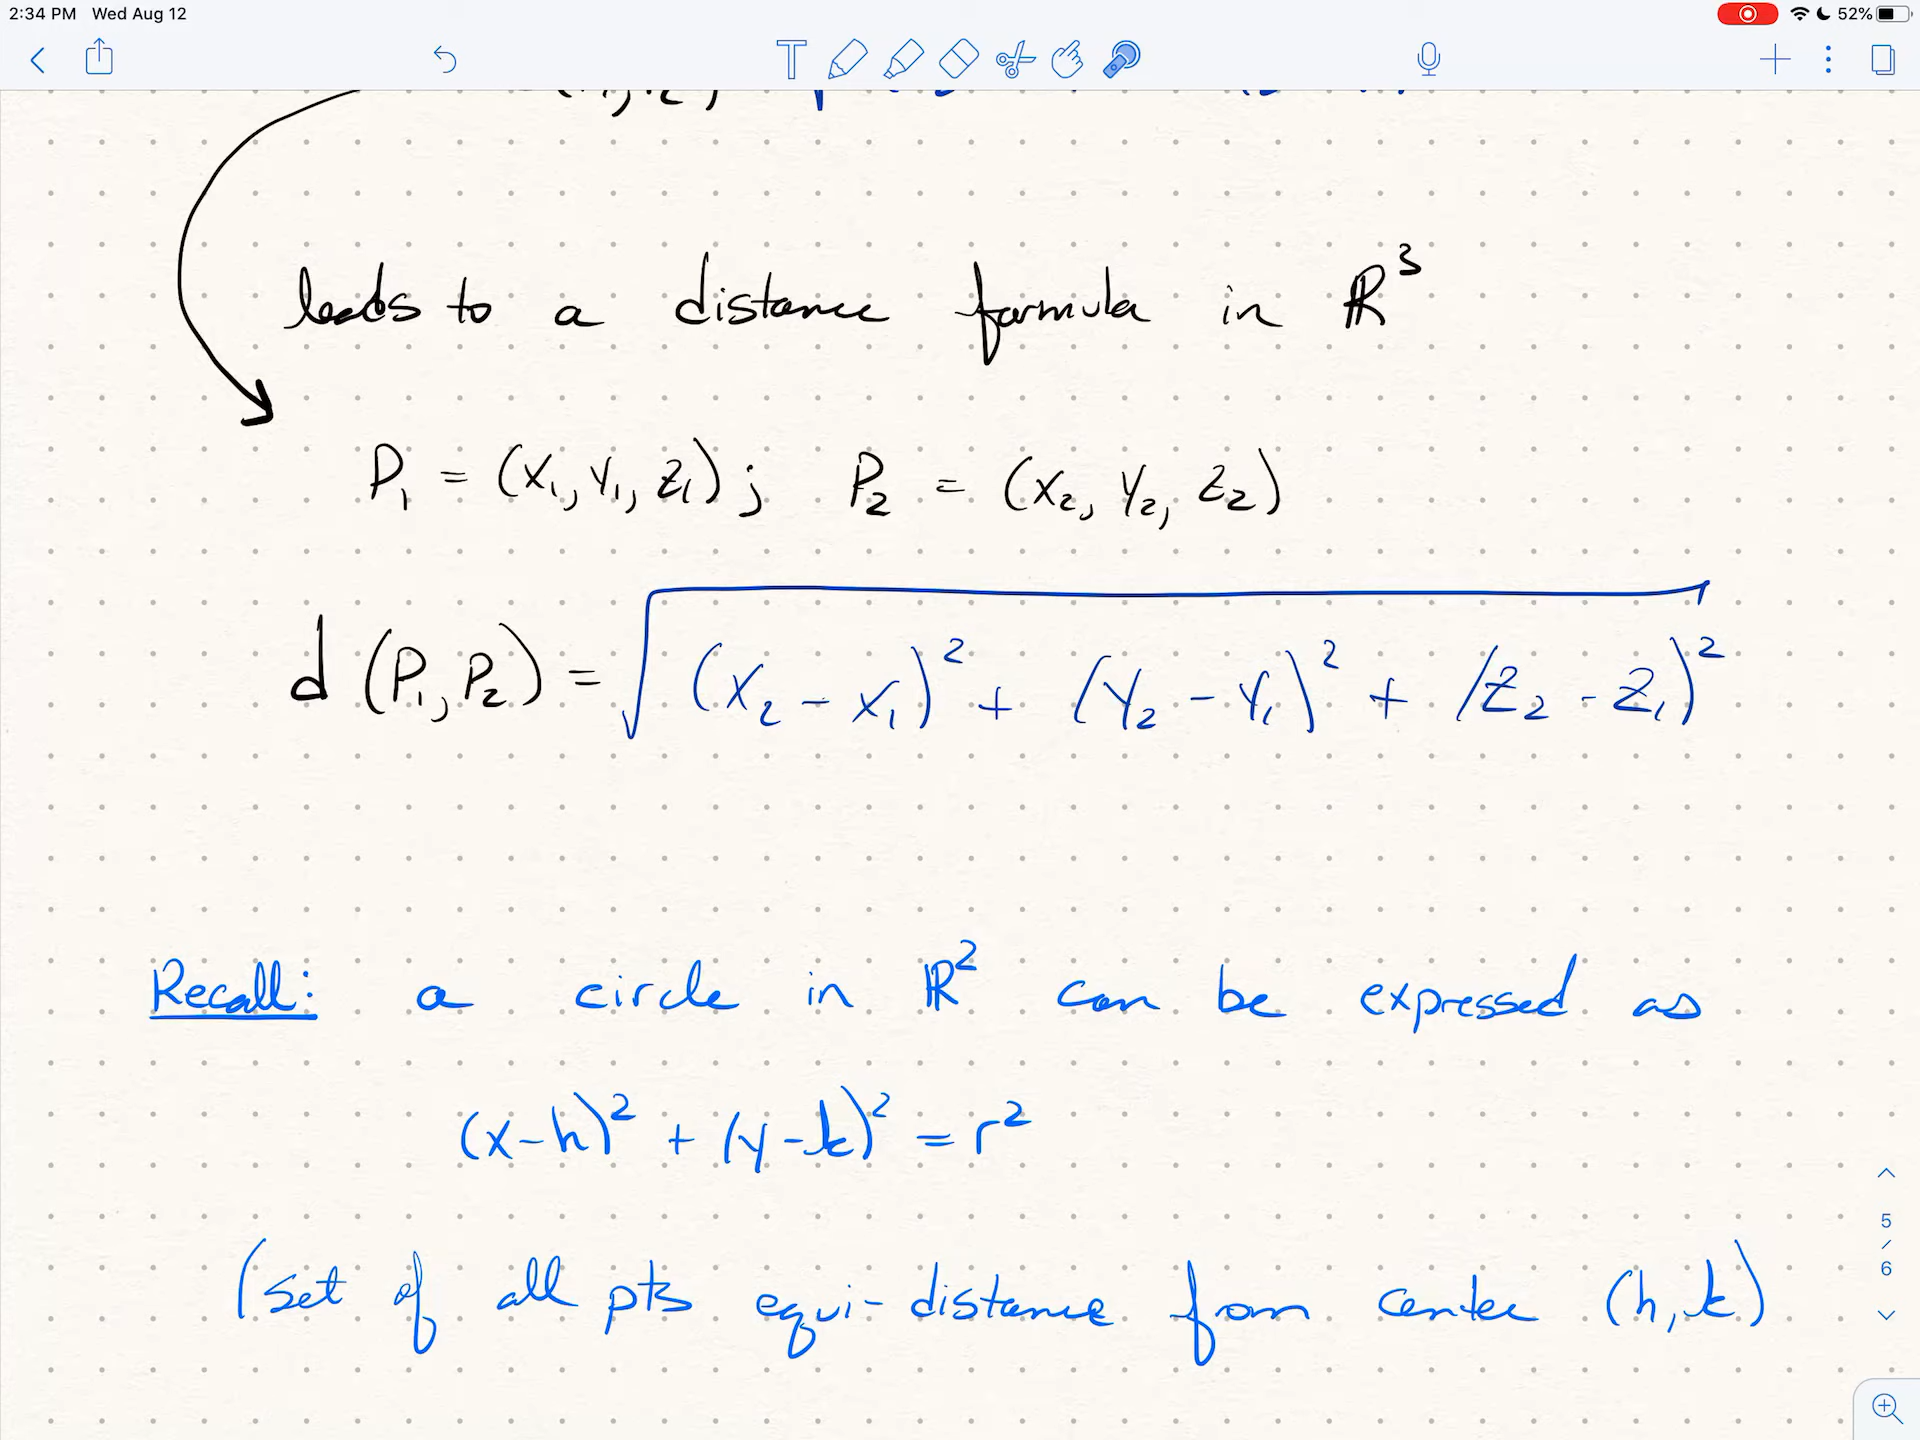 2:34 PM Wed Aug 12
52%
leads to a distance formula in ℝ³
P₁ = (x₁, y₁, z₁) ; P₂ = (x₂, y₂, z₂)
d (P₁, P₂) = √((x₂ - x₁)² + (y₂ - y₁)² + (z₂ - z₁)²)
Recall: a circle in ℝ² can be expressed as
(x-h)² + (y-k)² = r²
(set of all pts equi-distance from center (h, k)
5
/
6